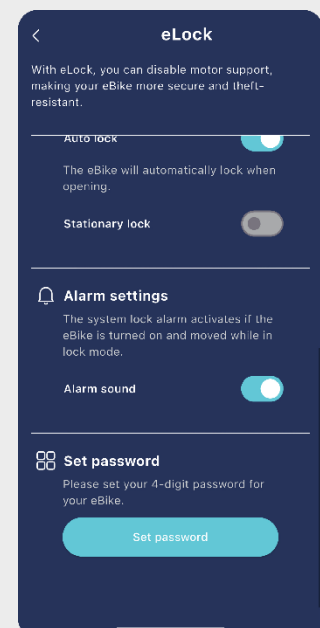 eLock
With eLock, you can disable motor support,
making your eBike more secure and theft-
resistant.
Auto lock
The eBike will automatically lock when
opening.
Stationary lock
Alarm settings
The system lock alarm activates if the
eBike is turned on and moved while in
lock mode.
Alarm sound
Set password
Please set your 4-digit password for
your eBike.
Set password